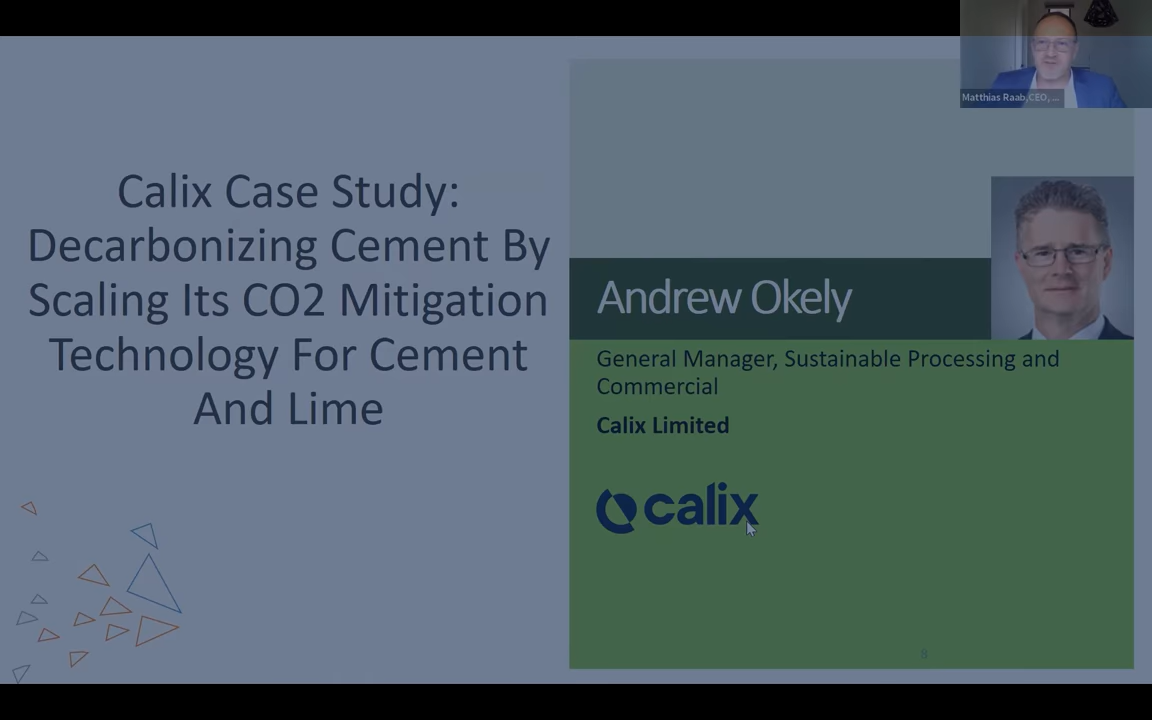 Matthias Raab,CEO, ...
Calix Case Study:
Decarbonizing Cement By
Scaling Its CO2 Mitigation
Technology For Cement
And Lime
Andrew Okely
General Manager, Sustainable Processing and
Commercial
Calix Limited
calix
8